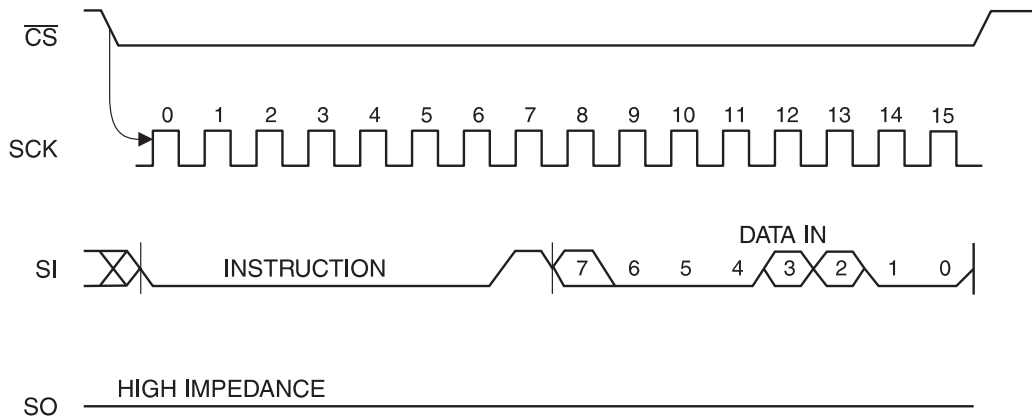 CS
0 1 2 3 4 5 6 7 8 9 10 11 12 13 14 15
SCK
DATA IN
SI
INSTRUCTION
7 6 5 4 3 2 1 0
HIGH IMPEDANCE
SO